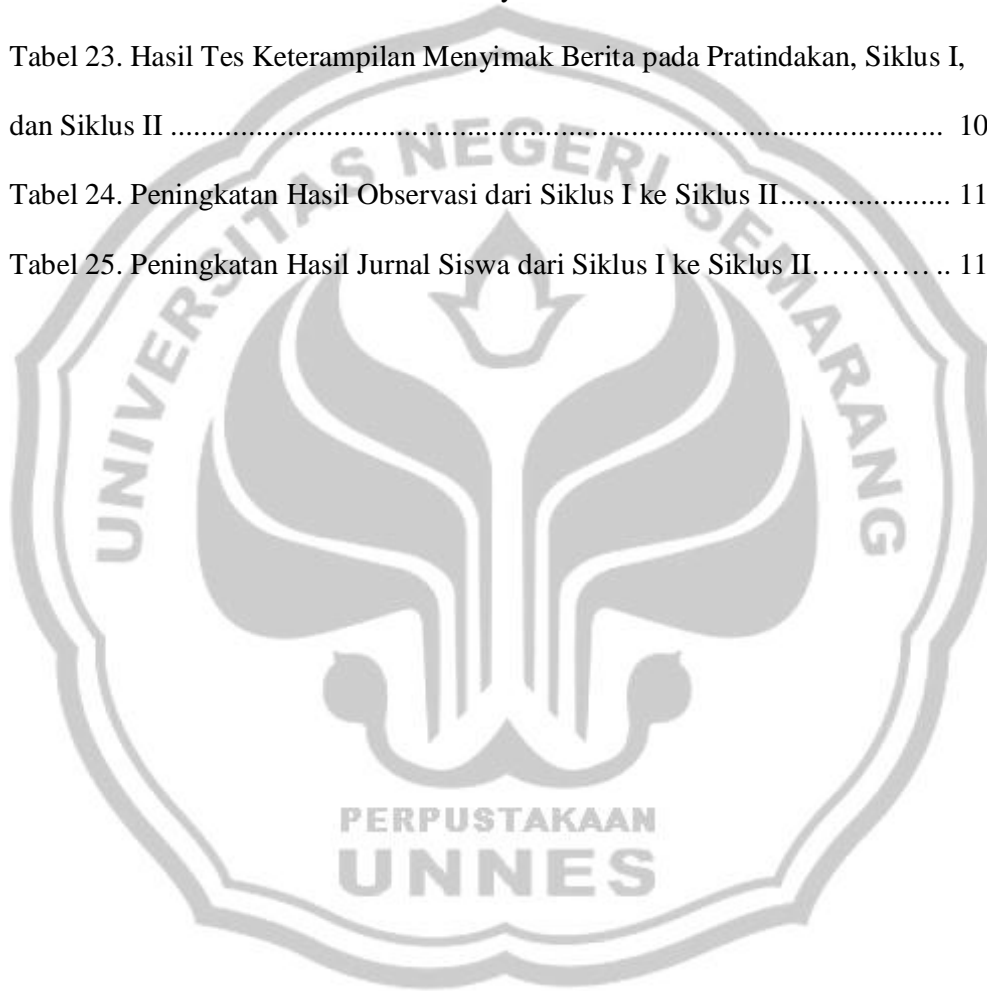 Tabel 23. Hasil Tes Keterampilan Menyimak Berita pada Pratindakan, Siklus I,
dan Siklus II .................................................................................................... 10
Tabel 24. Peningkatan Hasil Observasi dari Siklus I ke Siklus II...................... 11
Tabel 25. Peningkatan Hasil Jurnal Siswa dari Siklus I ke Siklus II………… .. 11
UNIVERSITAS NEGERI SEMARANG
PERPUSTAKAAN
UNNES